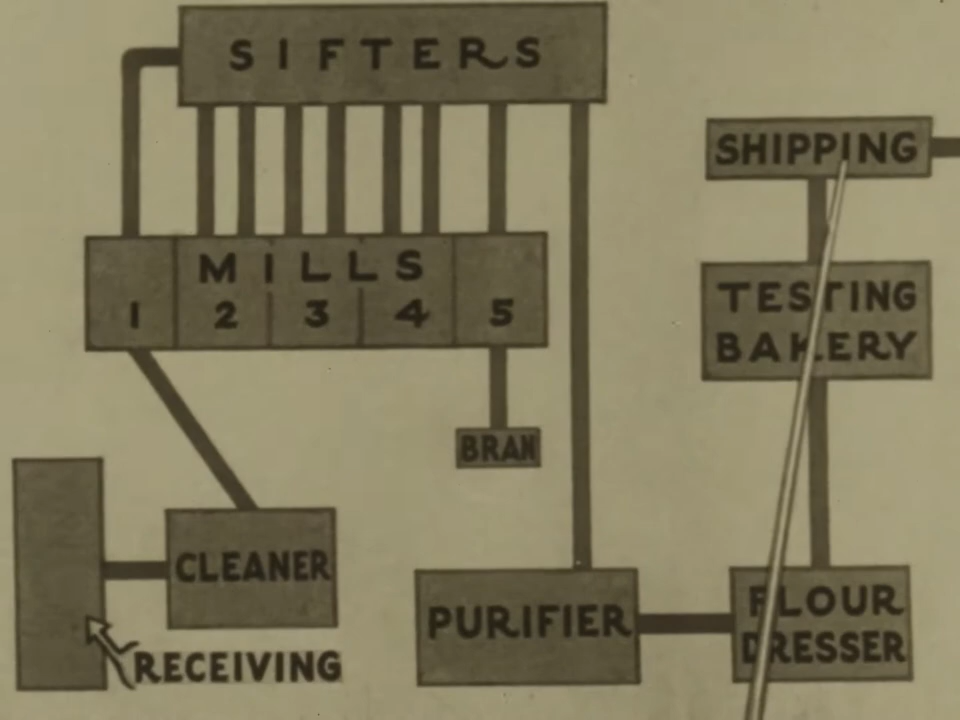 SIFTERS
SHIPPING
MILLS
1 2 3 4 5
TESTING
BAKERY
BRAN
CLEANER
PURIFIER
FLOUR
DRESSER
RECEIVING